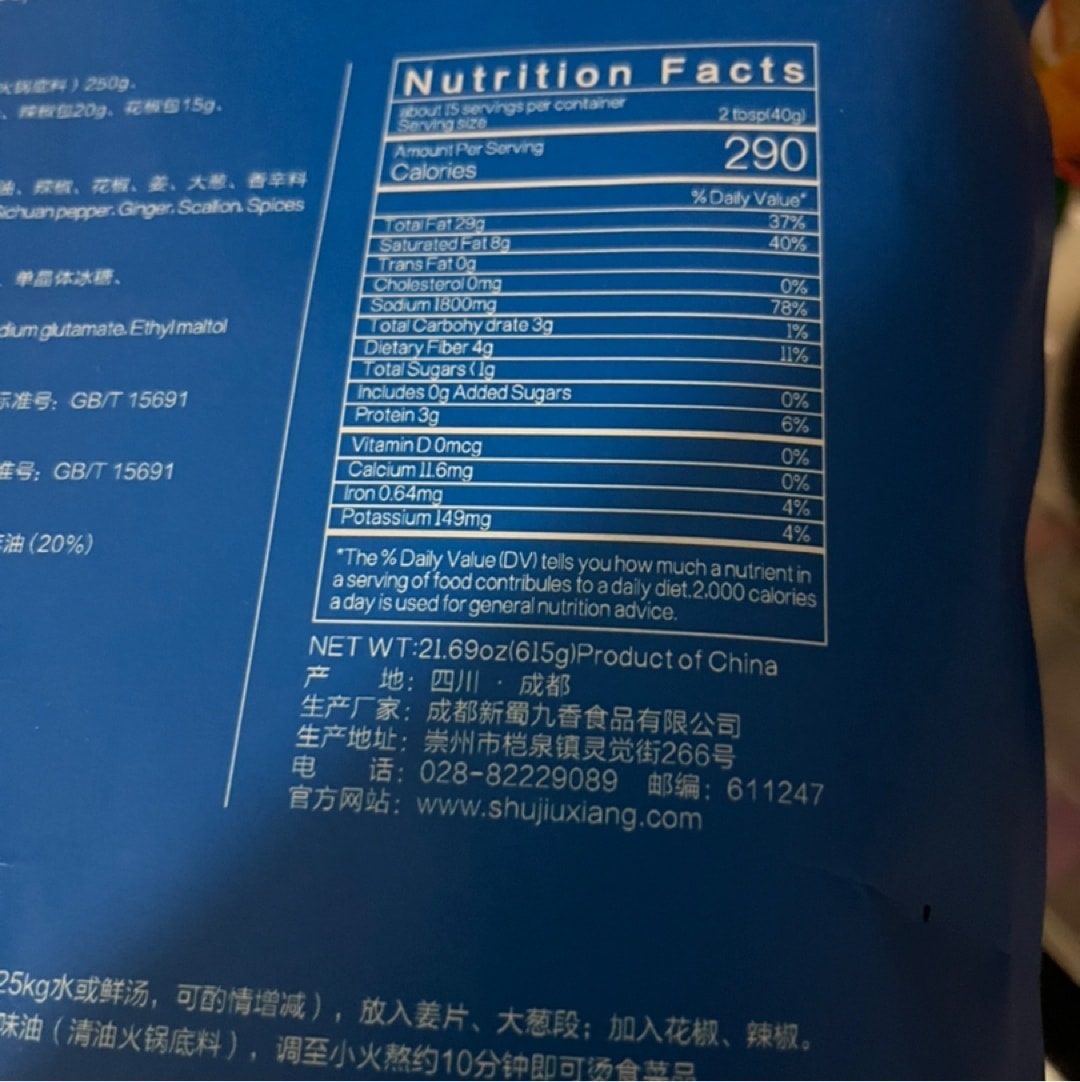 火锅底料）250g、
、辣椒包20g、花椒包15g、
油、辣椒、花椒、姜、大葱、香辛料
ichuan pepper. Ginger. Scallion. Spices
、单晶体冰糖、
dium glutamate. Ethyl maltol
标准号：GB/T 15691
准号：GB/T 15691
油 (20%)
Nutrition Facts
about 15 servings per container
Serving size 2 tbsp(40g)
Amount Per Serving
Calories 290
% Daily Value*
Total Fat 29g 37%
Saturated Fat 8g 40%
Trans Fat 0g
Cholesterol 0mg 0%
Sodium 1800mg 78%
Total Carbohy drate 3g 1%
Dietary Fiber 4g 11%
Total Sugars〈1g
Includes 0g Added Sugars 0%
Protein 3g 6%
Vitamin D 0mcg 0%
Calcium 11.6mg 0%
Iron 0.64mg 4%
Potassium 149mg 4%
*The % Daily Value (DV) tells you how much a nutrient in
a serving of food contribules to a daily diet.2.000 calories
a day is used for general nutrition advice.
NET WT:21.69oz(615g)Product of China
产 地：四川 · 成都
生产厂家：成都新蜀九香食品有限公司
生产地址：崇州市桤泉镇灵觉街266号
电 话：028-82229089 邮编：611247
官方网站：www.shujiuxiang.com
25kg水或鲜汤，可酌情增减），放入姜片、大葱段；加入花椒、辣椒。
味油（清油火锅底料），调至小火熬约10分钟即可烫食菜品